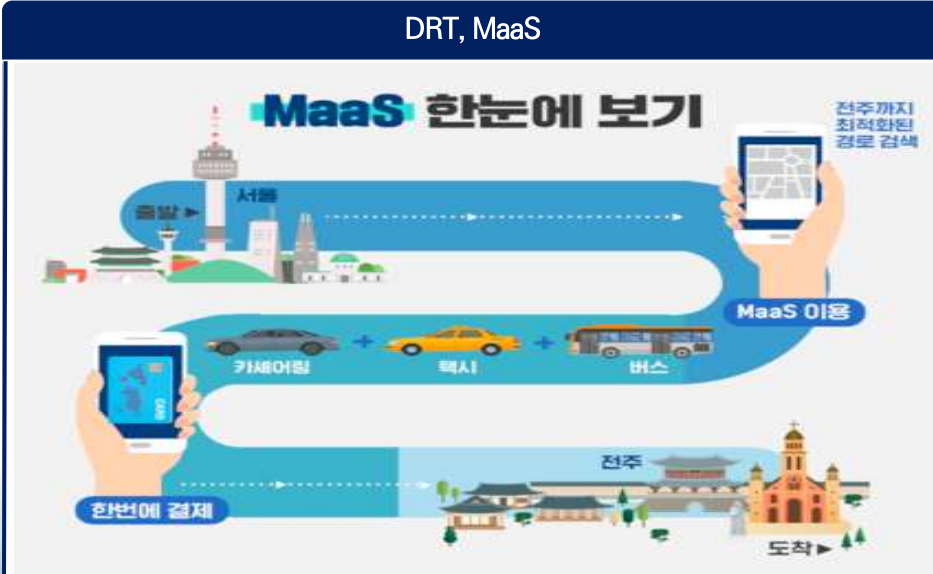 DRT, MaaS
MaaS 한눈에 보기
전주까지
최적화된
경로 검색
서울
출발 ▶
MaaS 이용
카셰어링 + 택시 + 버스
CARD
한번에 결제
전주
도착 ▶